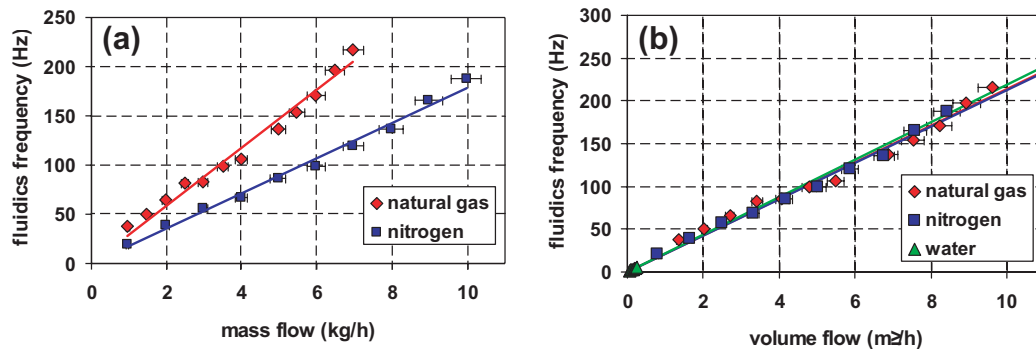 (a)
fluidics frequency (Hz)
250
200
150
100
50
0
0 2 4 6 8 10
mass flow (kg/h)
natural gas
nitrogen
(b)
fluidics frequency (Hz)
300
250
200
150
100
50
0
0 2 4 6 8 10
volume flow (m≥/h)
natural gas
nitrogen
water